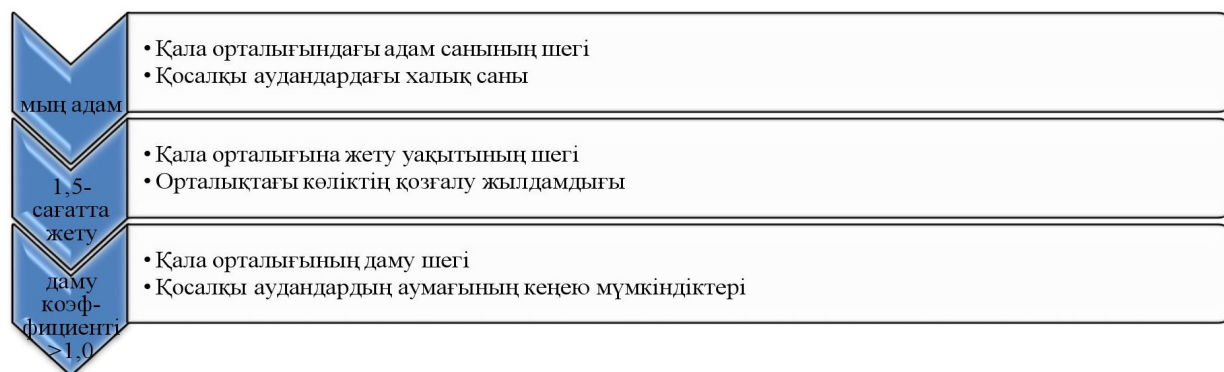 мың адам
• Қала орталығындағы адам санының шегі
• Қосалқы аудандардағы халық саны
1,5-
сағатта
жету
• Қала орталығына жету уақытының шегі
• Орталықтағы көліктің қозғалу жылдамдығы
даму
коэф-
фициенті
>1,0
• Қала орталығының даму шегі
• Қосалқы аудандардың аумағының кеңею мүмкіндіктері